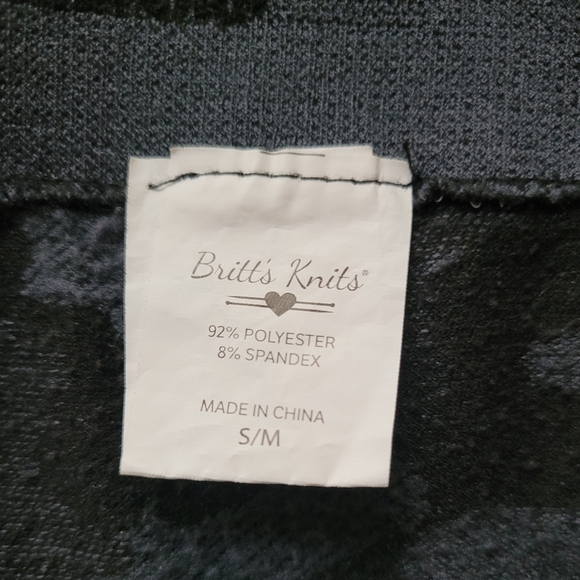 Britt's Knits®
92% POLYESTER
8% SPANDEX
MADE IN CHINA
S/M